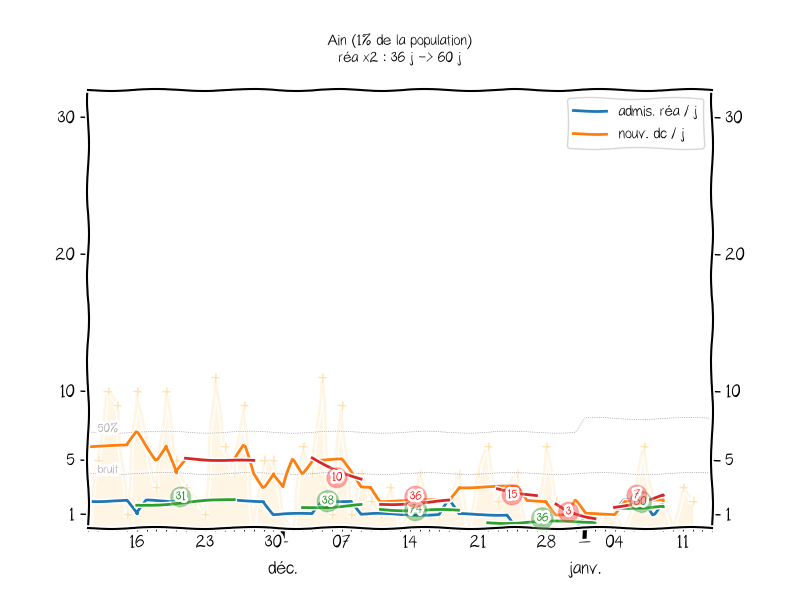 Ain (1% de la population)
réa x2 : 36 j -> 60 j
admis. réa / j
nouv. dc / j
30 30
20 20
10 10
50%
5 5
bruit
1 1
31
10
38
36
74
15
36
3
7
16 23 30 07 14 21 28 04 11
déc. janv.